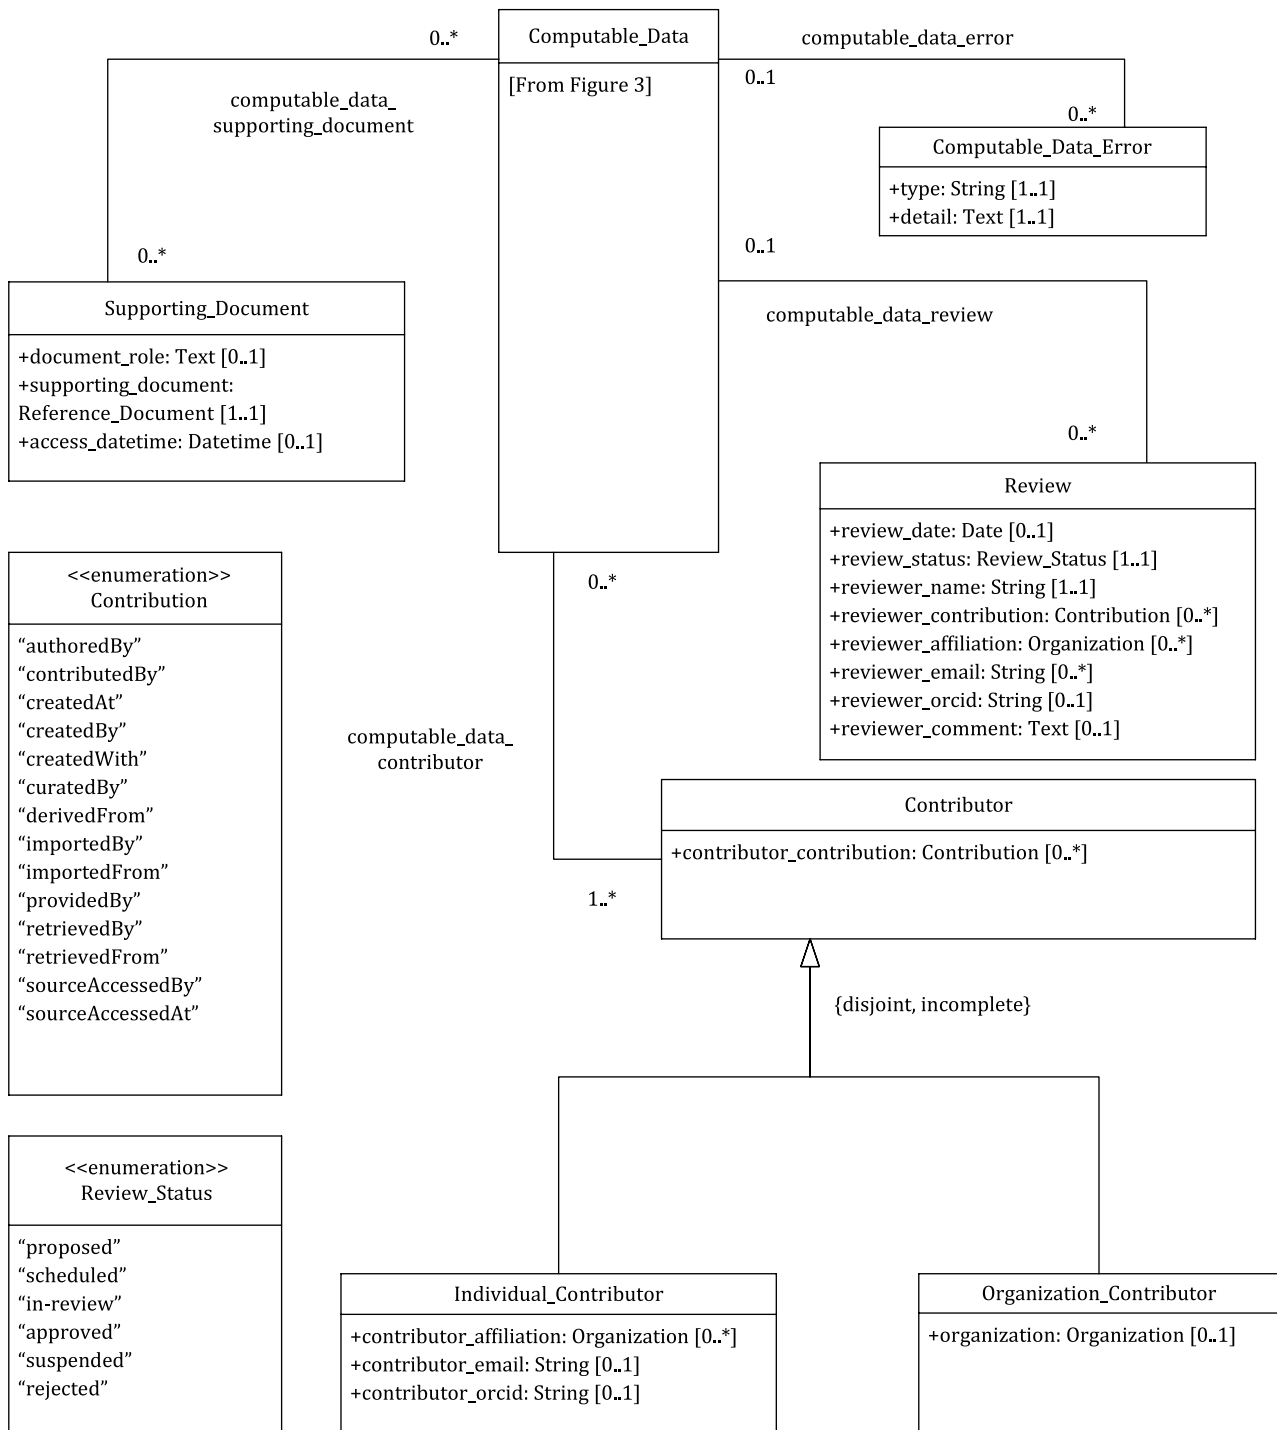 0..*
Computable_Data
computable_data_error
[From Figure 3]
0..1
computable_data_
supporting_document
0..*
Computable_Data_Error
+type: String [1..1]
+detail: Text [1..1]
0..1
0..*
Supporting_Document
computable_data_review
+document_role: Text [0..1]
+supporting_document:
Reference_Document [1..1]
+access_datetime: Datetime [0..1]
0..*
Review
+review_date: Date [0..1]
+review_status: Review_Status [1..1]
+reviewer_name: String [1..1]
+reviewer_contribution: Contribution [0..*]
+reviewer_affiliation: Organization [0..*]
+reviewer_email: String [0..*]
+reviewer_orcid: String [0..1]
+reviewer_comment: Text [0..1]
<<enumeration>>
Contribution
“authoredBy”
“contributedBy”
“createdAt”
“createdBy”
“createdWith”
“curatedBy”
“derivedFrom”
“importedBy”
“importedFrom”
“providedBy”
“retrievedBy”
“retrievedFrom”
“sourceAccessedBy”
“sourceAccessedAt”
0..*
computable_data_
contributor
1..*
Contributor
+contributor_contribution: Contribution [0..*]
{disjoint, incomplete}
<<enumeration>>
Review_Status
“proposed”
“scheduled”
“in-review”
“approved”
“suspended”
“rejected”
Individual_Contributor
+contributor_affiliation: Organization [0..*]
+contributor_email: String [0..1]
+contributor_orcid: String [0..1]
Organization_Contributor
+organization: Organization [0..1]